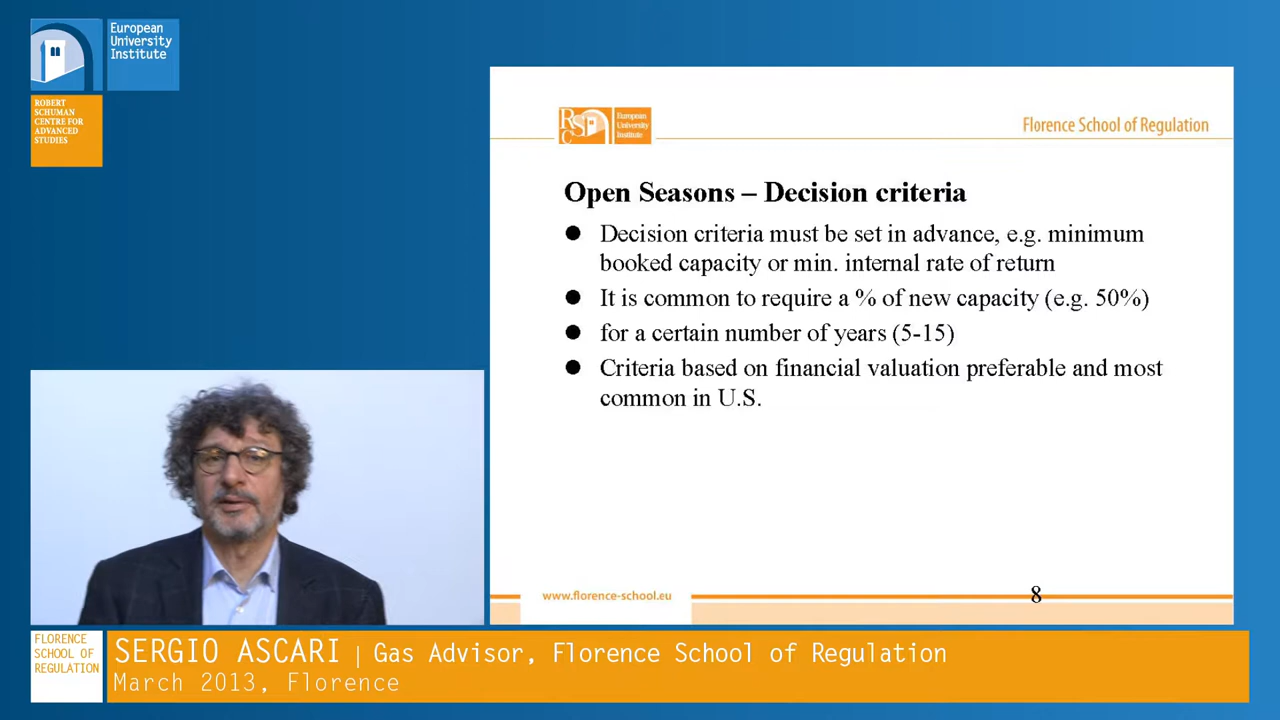 European
University
Institute
ROBERT
SCHUMAN
CENTRE FOR
ADVANCED
STUDIES
RSC
European
University
Institute
Florence School of Regulation
Open Seasons – Decision criteria
● Decision criteria must be set in advance, e.g. minimum
booked capacity or min. internal rate of return
● It is common to require a % of new capacity (e.g. 50%)
● for a certain number of years (5-15)
● Criteria based on financial valuation preferable and most
common in U.S.
www.florence-school.eu
8
FLORENCE
SCHOOL OF
REGULATION
SERGIO ASCARI | Gas Advisor, Florence School of Regulation
March 2013, Florence